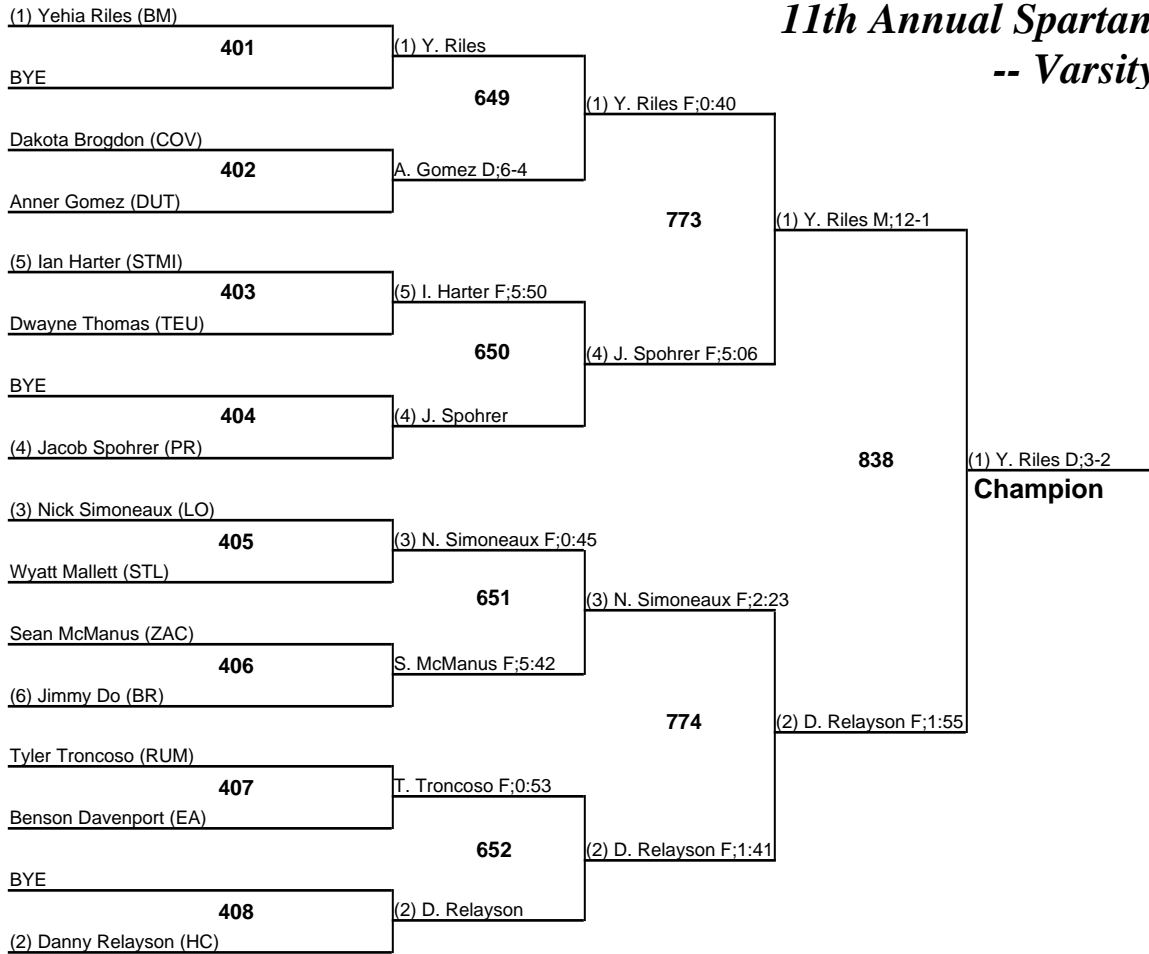 (1) Yehia Riles (BM)
11th Annual Spartan
-- Varsity
401
(1) Y. Riles
BYE
649
(1) Y. Riles F;0:40
Dakota Brogdon (COV)
402
A. Gomez D;6-4
Anner Gomez (DUT)
773
(1) Y. Riles M;12-1
(5) Ian Harter (STMI)
403
(5) I. Harter F;5:50
Dwayne Thomas (TEU)
650
(4) J. Spohrer F;5:06
BYE
404
(4) J. Spohrer
(4) Jacob Spohrer (PR)
838
(1) Y. Riles D;3-2
Champion
(3) Nick Simoneaux (LO)
405
(3) N. Simoneaux F;0:45
Wyatt Mallett (STL)
651
(3) N. Simoneaux F;2:23
Sean McManus (ZAC)
406
S. McManus F;5:42
(6) Jimmy Do (BR)
774
(2) D. Relayson F;1:55
Tyler Troncoso (RUM)
407
T. Troncoso F;0:53
Benson Davenport (EA)
652
(2) D. Relayson F;1:41
BYE
408
(2) D. Relayson
(2) Danny Relayson (HC)